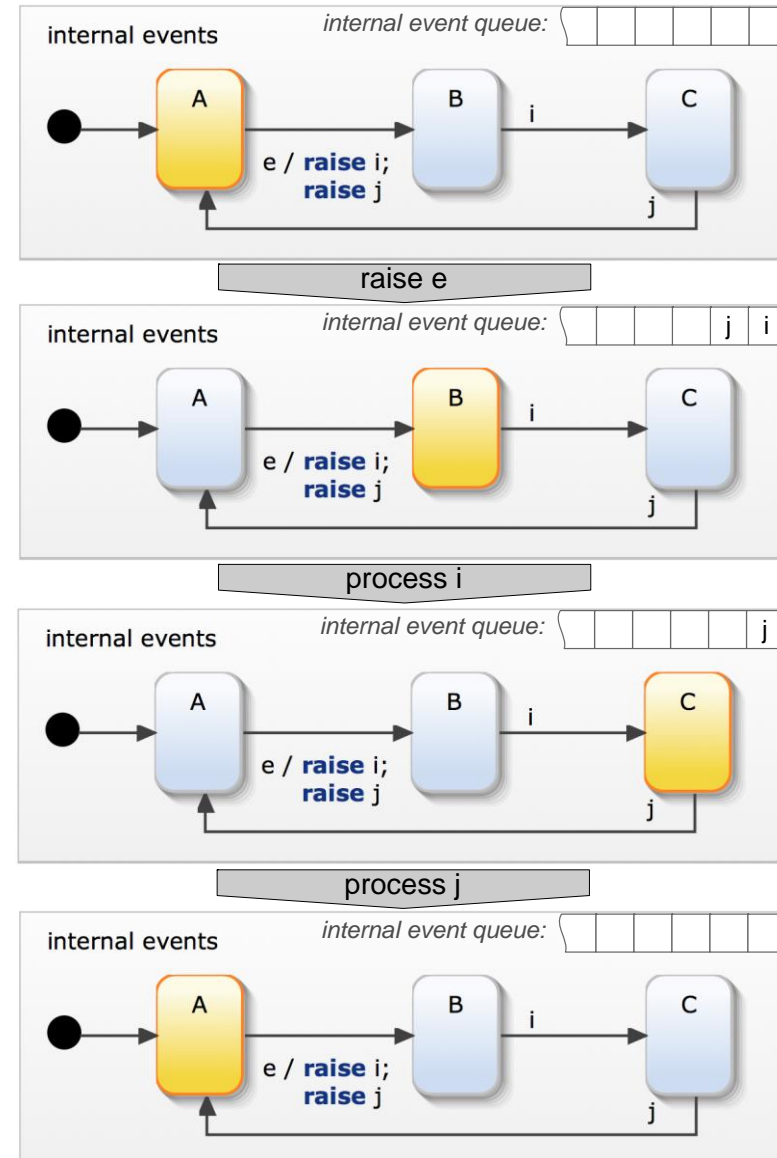 internal events
internal event queue:
A
B
C
i
e / raise i;
raise j
j
raise e
internal events
internal event queue:
j i
A
B
C
i
e / raise i;
raise j
j
process i
internal events
internal event queue:
j
A
B
C
i
e / raise i;
raise j
j
process j
internal events
internal event queue:
A
B
C
i
e / raise i;
raise j
j